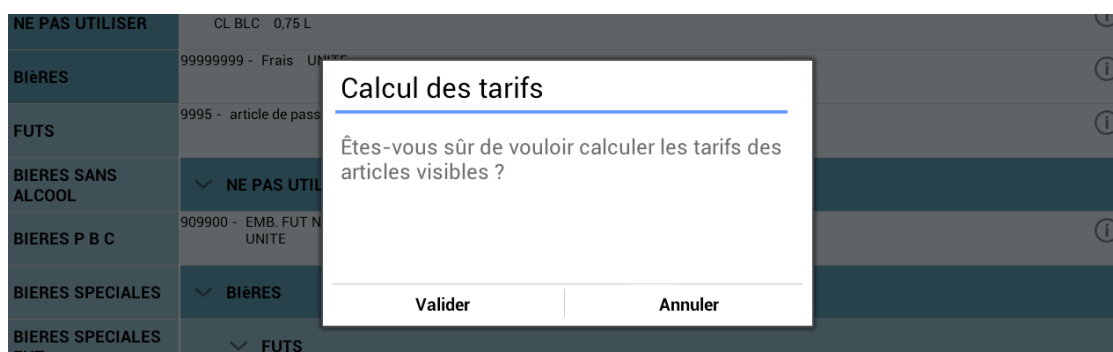 NE PAS UTILISER
CL BLC 0,75 L
BIèRES
99999999 - Frais
FUTS
9995 - article de pass
BIERES SANS
ALCOOL
NE PAS UTIL
BIERES P B C
909900 - EMB. FUT N
UNITE
BIERES SPECIALES
BIèRES
BIERES SPECIALES
FUTS
Calcul des tarifs
Êtes-vous sûr de vouloir calculer les tarifs des
articles visibles ?
Valider
Annuler